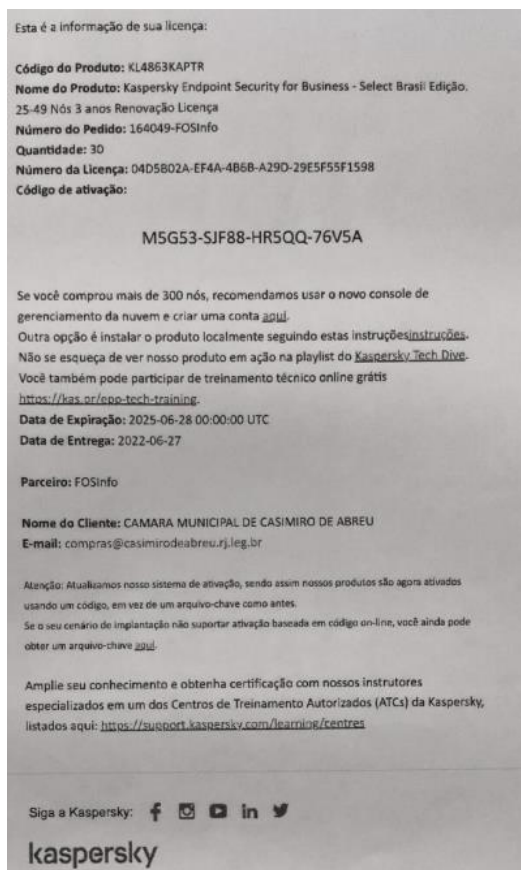 Esta é a informação de sua licença:
Código do Produto: KL4863KAPTR
Nome do Produto: Kaspersky Endpoint Security for Business - Select Brasil Edição.
25-49 Nós 3 anos Renovação Licença
Número do Pedido: 164049-FOSInfo
Quantidade: 30
Número da Licença: 04D5B02A-EF4A-4B6B-A29D-29E5F55F1598
Código de ativação:
M5G53-SJF88-HR5QQ-76V5A
Se você comprou mais de 300 nós, recomendamos usar o novo console de
gerenciamento da nuvem e criar uma conta aqui.
Outra opção é instalar o produto localmente seguindo estas instruçõesinstruções.
Não se esqueça de ver nosso produto em ação na playlist do Kaspersky Tech Dive.
Você também pode participar de treinamento técnico online grátis
https://kas.pr/epp-tech-training.
Data de Expiração: 2025-06-28 00:00:00 UTC
Data de Entrega: 2022-06-27
Parceiro: FOSInfo
Nome do Cliente: CAMARA MUNICIPAL DE CASIMIRO DE ABREU
E-mail: compras@casimirodeabreu.rj.leg.br
Atenção: Atualizamos nosso sistema de ativação, sendo assim nossos produtos são agora ativados
usando um código, em vez de um arquivo-chave como antes.
Se o seu cenário de implantação não suportar ativação baseada em código on-line, você ainda pode
obter um arquivo-chave aqui.
Amplie seu conhecimento e obtenha certificação com nossos instrutores
especializados em um dos Centros de Treinamento Autorizados (ATCs) da Kaspersky,
listados aqui: https://support.kaspersky.com/learning/centres
Siga a Kaspersky:
kaspersky